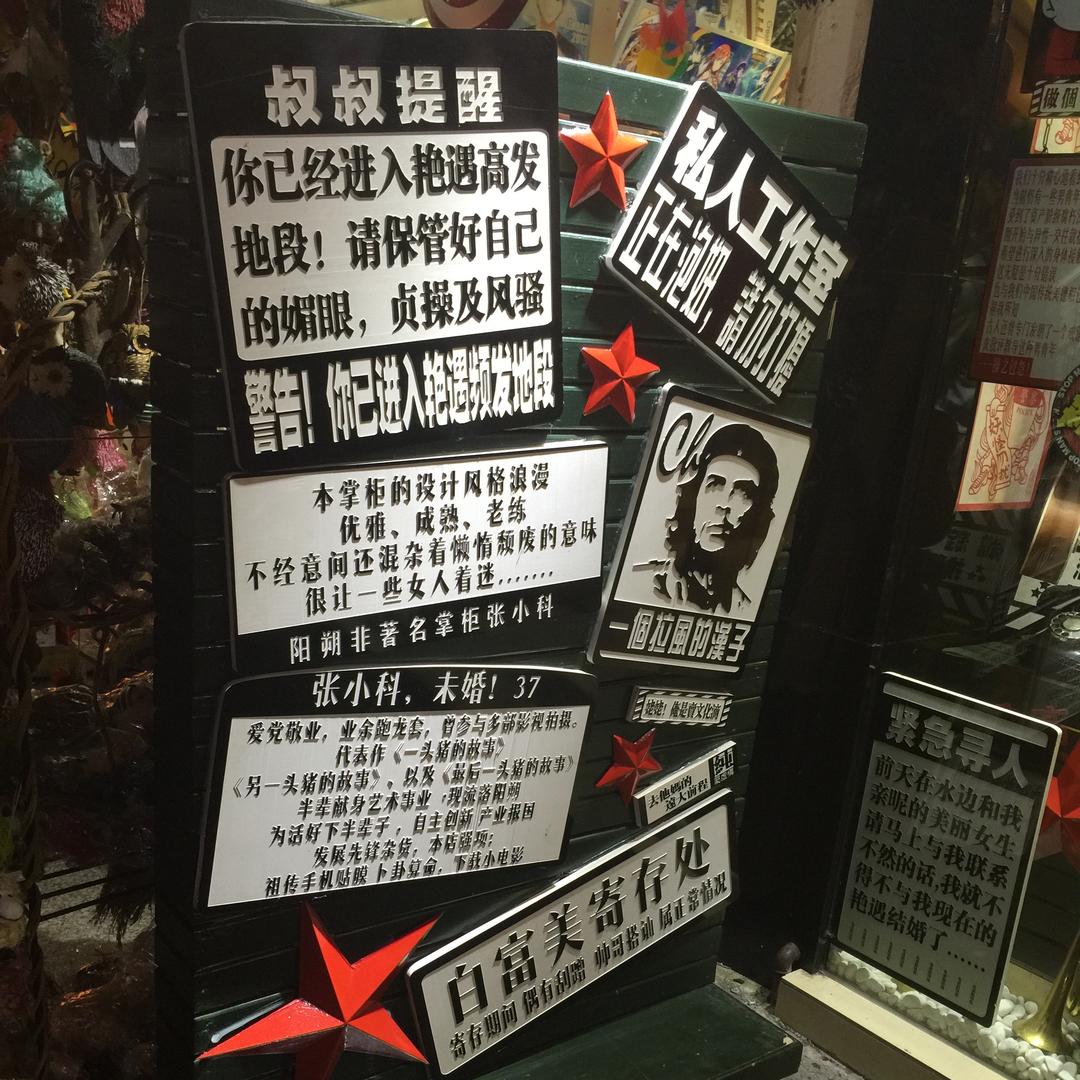 叔叔提醒
你已经进入艳遇高发
地段！请保管好自己
的媚眼，贞操及风骚
警告！你已进入艳遇频发地段
私人工作室
正在泡妞，請勿打擾
本掌柜的设计风格浪漫
优雅、成熟、老练
不经意间还混杂着懒惰颓废的意味
很让一些女人着迷.......
阳朔非著名掌柜张小科
Che
一個拉風的漢子
张小科，未婚！37
爱党敬业，业余跑龙套，曾参与多部影视拍摄。
代表作《一头猪的故事》
《另一头猪的故事》，以及《最后一头猪的故事》
半辈献身艺术事业，现流落阳朔
为活好下半辈子，自主创新 产业报国
发展先锋杂货，本店强项：
祖传手机贴膜 卜卦算命，下载小电影
去他媽的
遠大前程
白富美寄存处
寄存期间 偶有刮蹭 帅哥搭讪 属正常情况
紧急寻人
前天在水边和我
亲昵的美丽女生
请马上与我联系
不然的话,我就不
得不与我现在的
艳遇结婚了......
做個